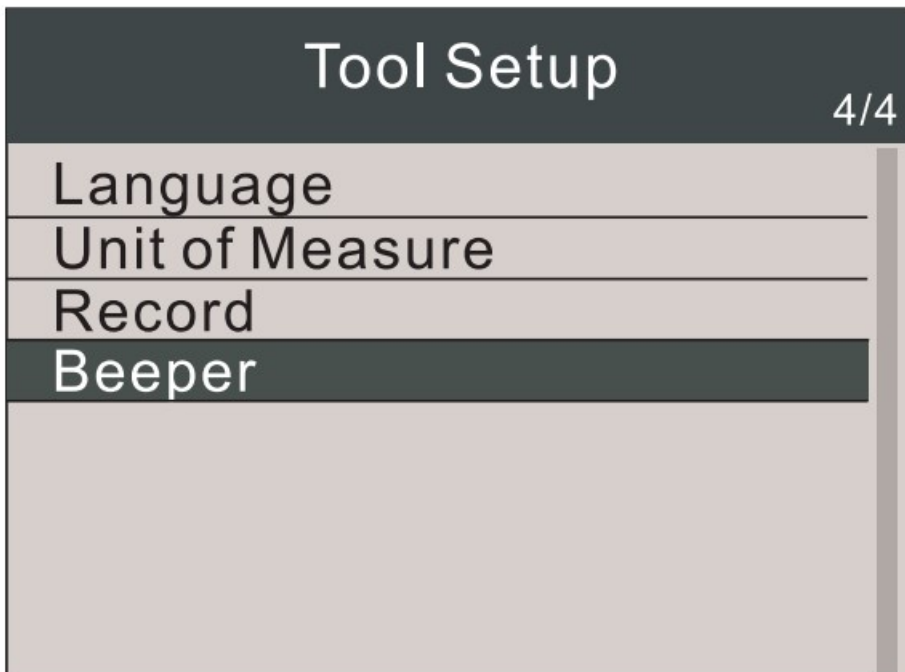 Tool Setup
4/4
Language
Unit of Measure
Record
Beeper